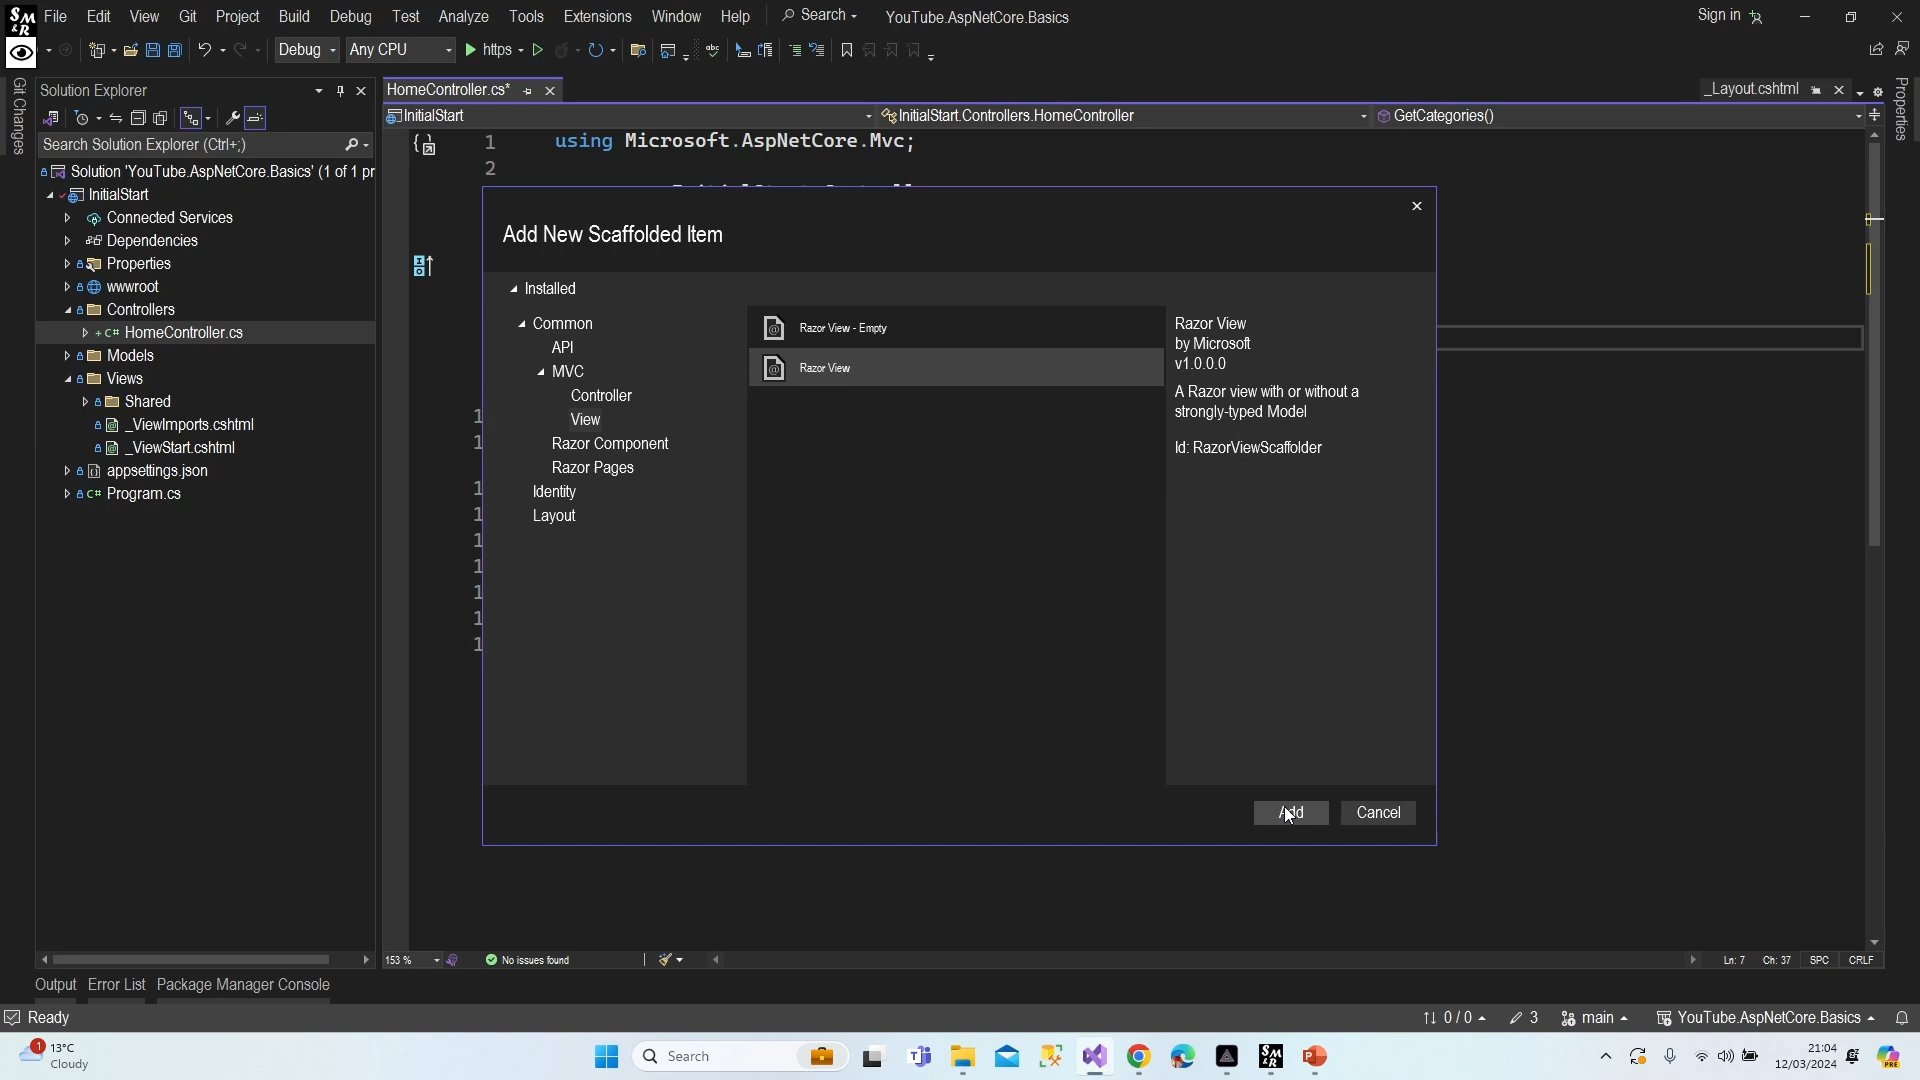 File Edit View Git Project Build Debug Test Analyze Tools Extensions Window Help Search YouTube.AspNetCore.Basics Sign in
Debug Any CPU https
Git Changes
Solution Explorer
Search Solution Explorer (Ctrl+;)
Solution 'YouTube.AspNetCore.Basics' (1 of 1 pr
InitialStart
Connected Services
Dependencies
Properties
wwwroot
Controllers
C# HomeController.cs
Models
Views
Shared
_ViewImports.cshtml
_ViewStart.cshtml
appsettings.json
C# Program.cs
HomeController.cs*
_Layout.cshtml
Properties
InitialStart InitialStart.Controllers.HomeController GetCategories()
1 using Microsoft.AspNetCore.Mvc;
2
Add New Scaffolded Item
Installed
Common
API
MVC
Controller
View
Razor Component
Razor Pages
Identity
Layout
Razor View - Empty
Razor View
Razor View
by Microsoft
v1.0.0.0
A Razor view with or without a
strongly-typed Model
Id: RazorViewScaffolder
Add Cancel
153 % No issues found Ln: 7 Ch: 37 SPC CRLF
Output Error List Package Manager Console
Ready 0 / 0 3 main YouTube.AspNetCore.Basics
1 13°C
Cloudy
Search
21:04
12/03/2024
PRE